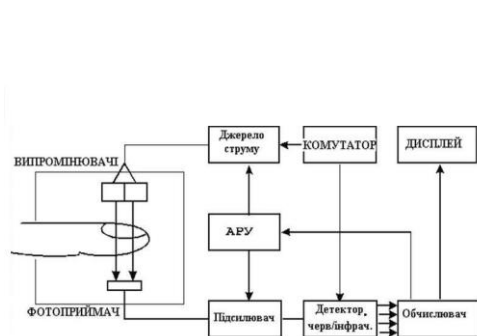 Джерело
струму
КОМУТАТОР
ДИСПЛЕЙ
ВИПРОМІНЮВАЧІ
АРУ
ФОТОПРИЙМАЧ
Підсилювач
Детектор
черв/інфрач.
Обчислювач